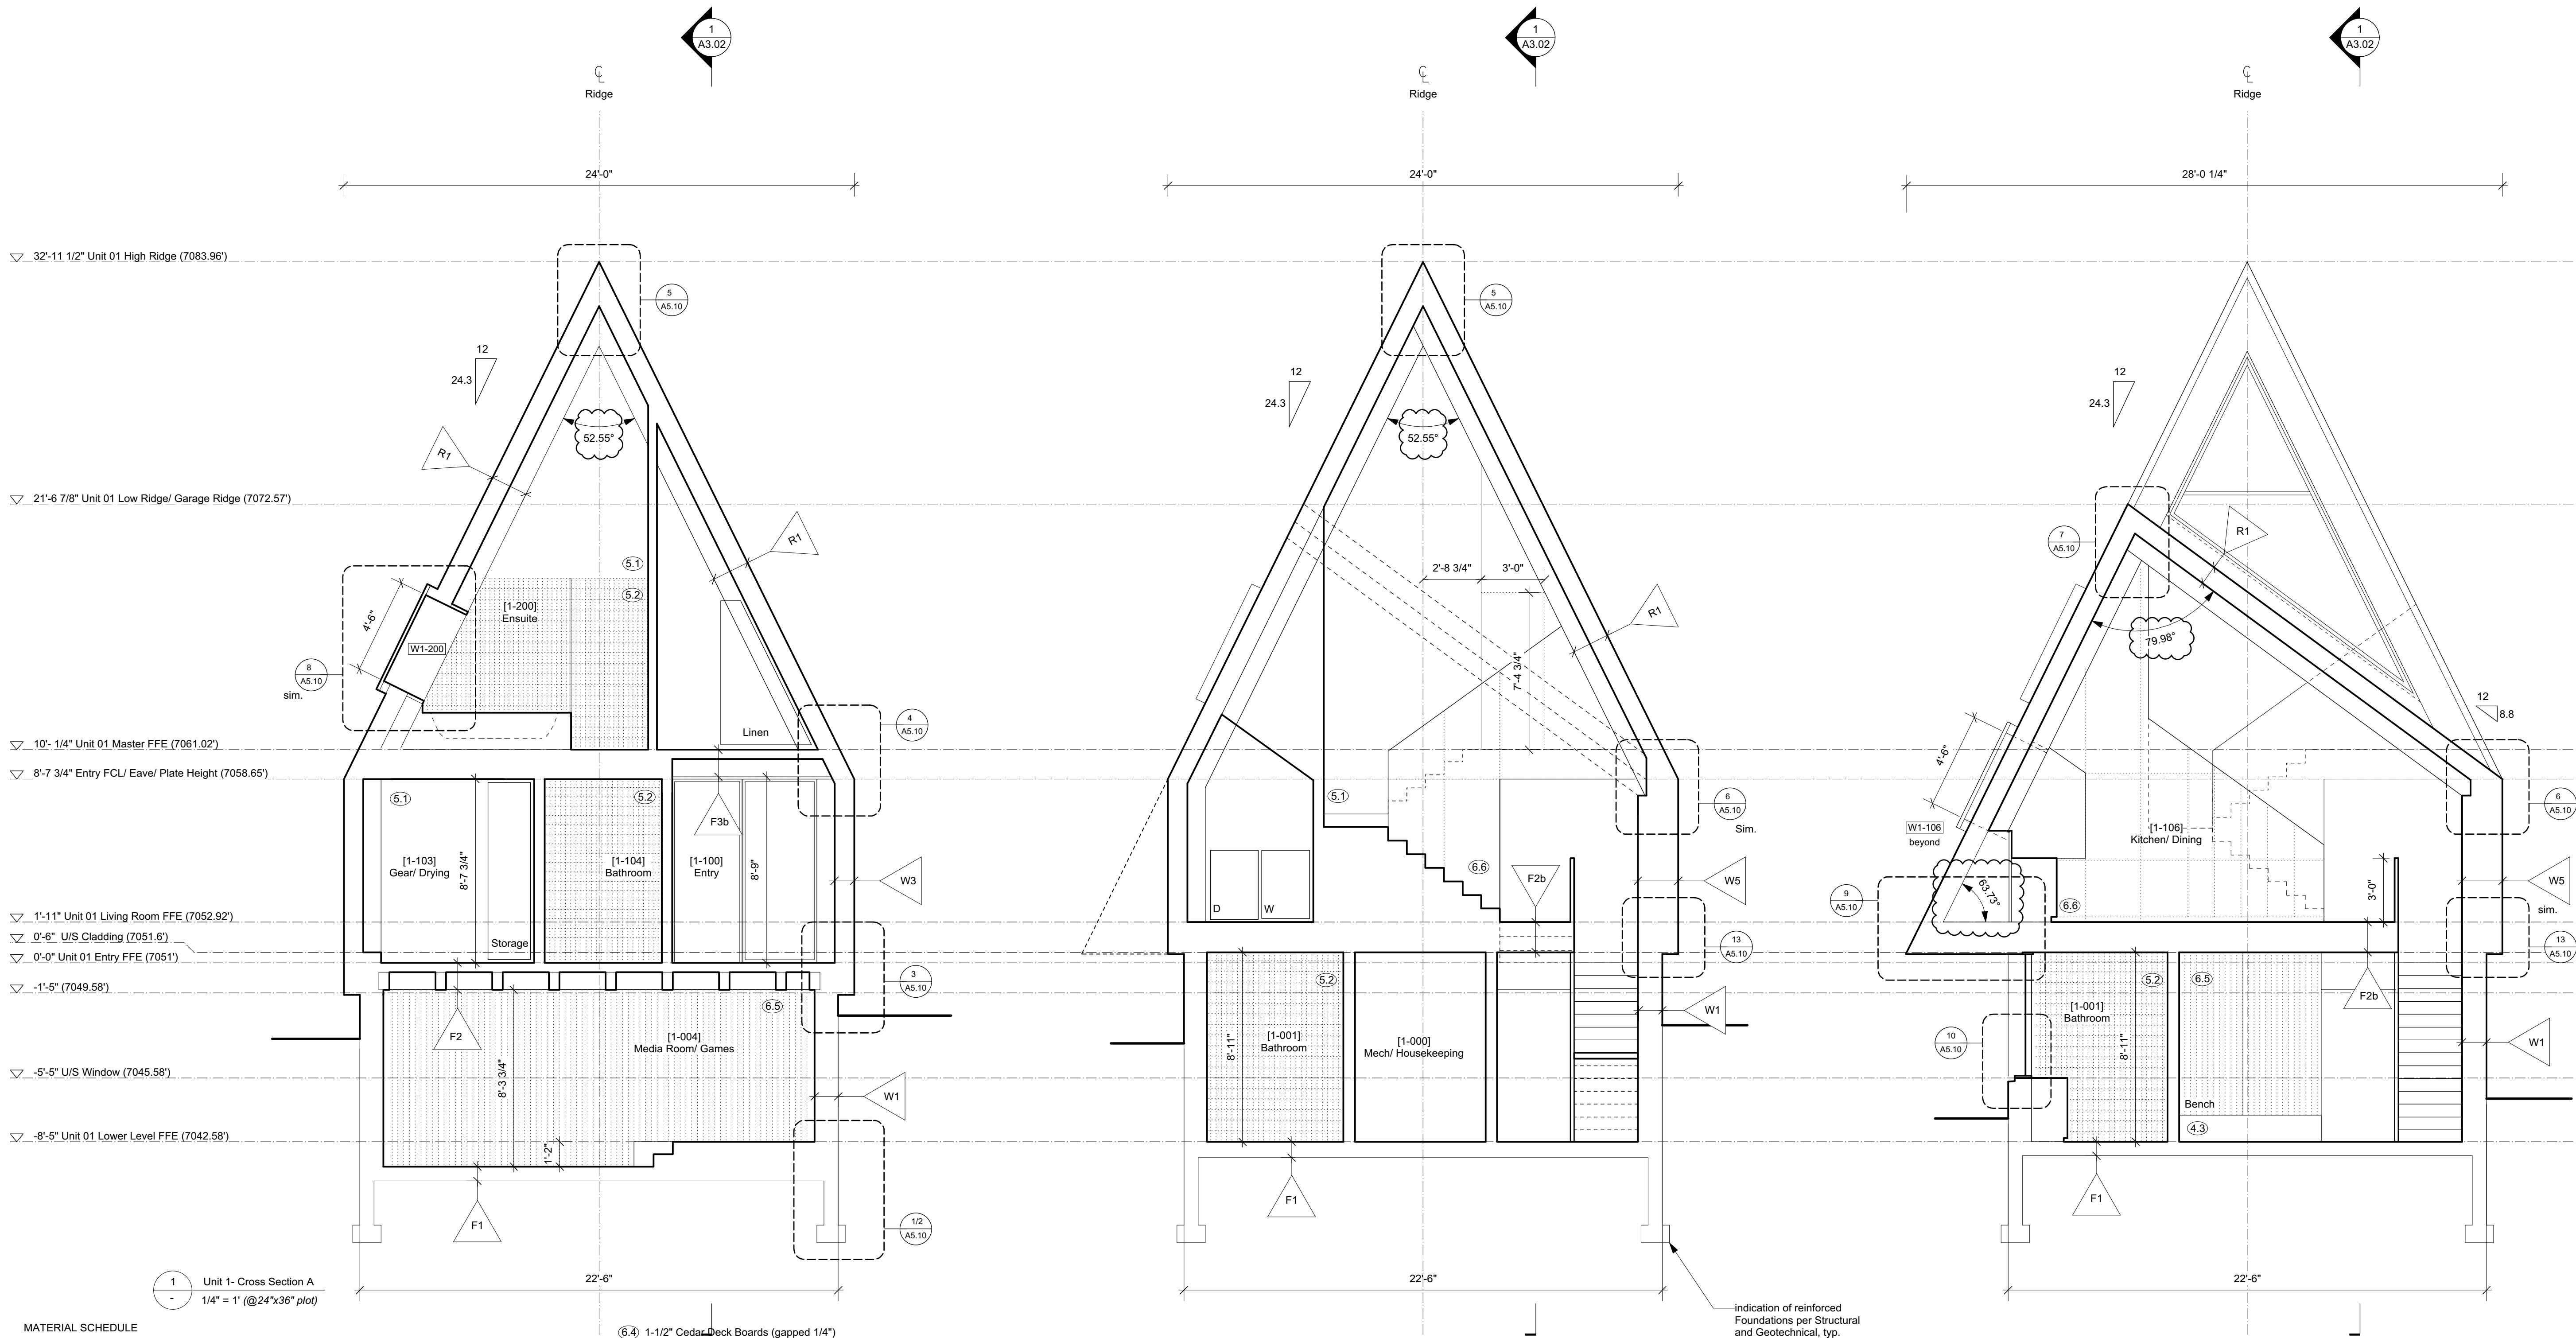 1
A3.02
1
A3.02
1
A3.02
℄
Ridge
℄
Ridge
℄
Ridge
24'-0"
24'-0"
28'-0 1/4"
32'-11 1/2" Unit 01 High Ridge (7083.96')
5
A5.10
5
A5.10
12
24.3
12
24.3
12
24.3
52.55°
52.55°
R1
21'-6 7/8" Unit 01 Low Ridge/ Garage Ridge (7072.57')
R1
7
A5.10
R1
5.1
5.2
2'-8 3/4"
3'-0"
[1-200]
Ensuite
4'-6"
W1-200
R1
79.98°
8
A5.10
sim.
7'-4 3/4"
12
8.8
4
A5.10
Linen
10'- 1/4" Unit 01 Master FFE (7061.02')
4'-6"
8'-7 3/4" Entry FCL/ Eave/ Plate Height (7058.65')
5.1
5.2
F3b
5.1
6
A5.10
Sim.
6
A5.10
W1-106
beyond
[1-106]
Kitchen/ Dining
[1-103]
Gear/ Drying
8'-7 3/4"
[1-104]
Bathroom
[1-100]
Entry
8'-9"
W3
6.6
F2b
W5
63.73°
3'-0"
W5
sim.
D
W
9
A5.10
6.6
1'-11" Unit 01 Living Room FFE (7052.92')
0'-6" U/S Cladding (7051.6')
Storage
0'-0" Unit 01 Entry FFE (7051')
13
A5.10
13
A5.10
3
A5.10
-1'-5" (7049.58')
5.2
5.2
6.5
F2b
6.5
F2
[1-004]
Media Room/ Games
W1
[1-001]
Bathroom
8'-11"
[1-000]
Mech/ Housekeeping
[1-001]
Bathroom
8'-11"
10
A5.10
W1
-5'-5" U/S Window (7045.58')
8'-3 3/4"
W1
Bench
4.3
-8'-5" Unit 01 Lower Level FFE (7042.58')
1'-2"
F1
F1
F1
1/2
A5.10
1
-
Unit 1- Cross Section A
1/4" = 1' (@24"x36" plot)
22'-6"
22'-6"
22'-6"
indication of reinforced
Foundations per Structural
and Geotechnical, typ.
MATERIAL SCHEDULE
6.4 1-1/2" Cedar Deck Boards (gapped 1/4")